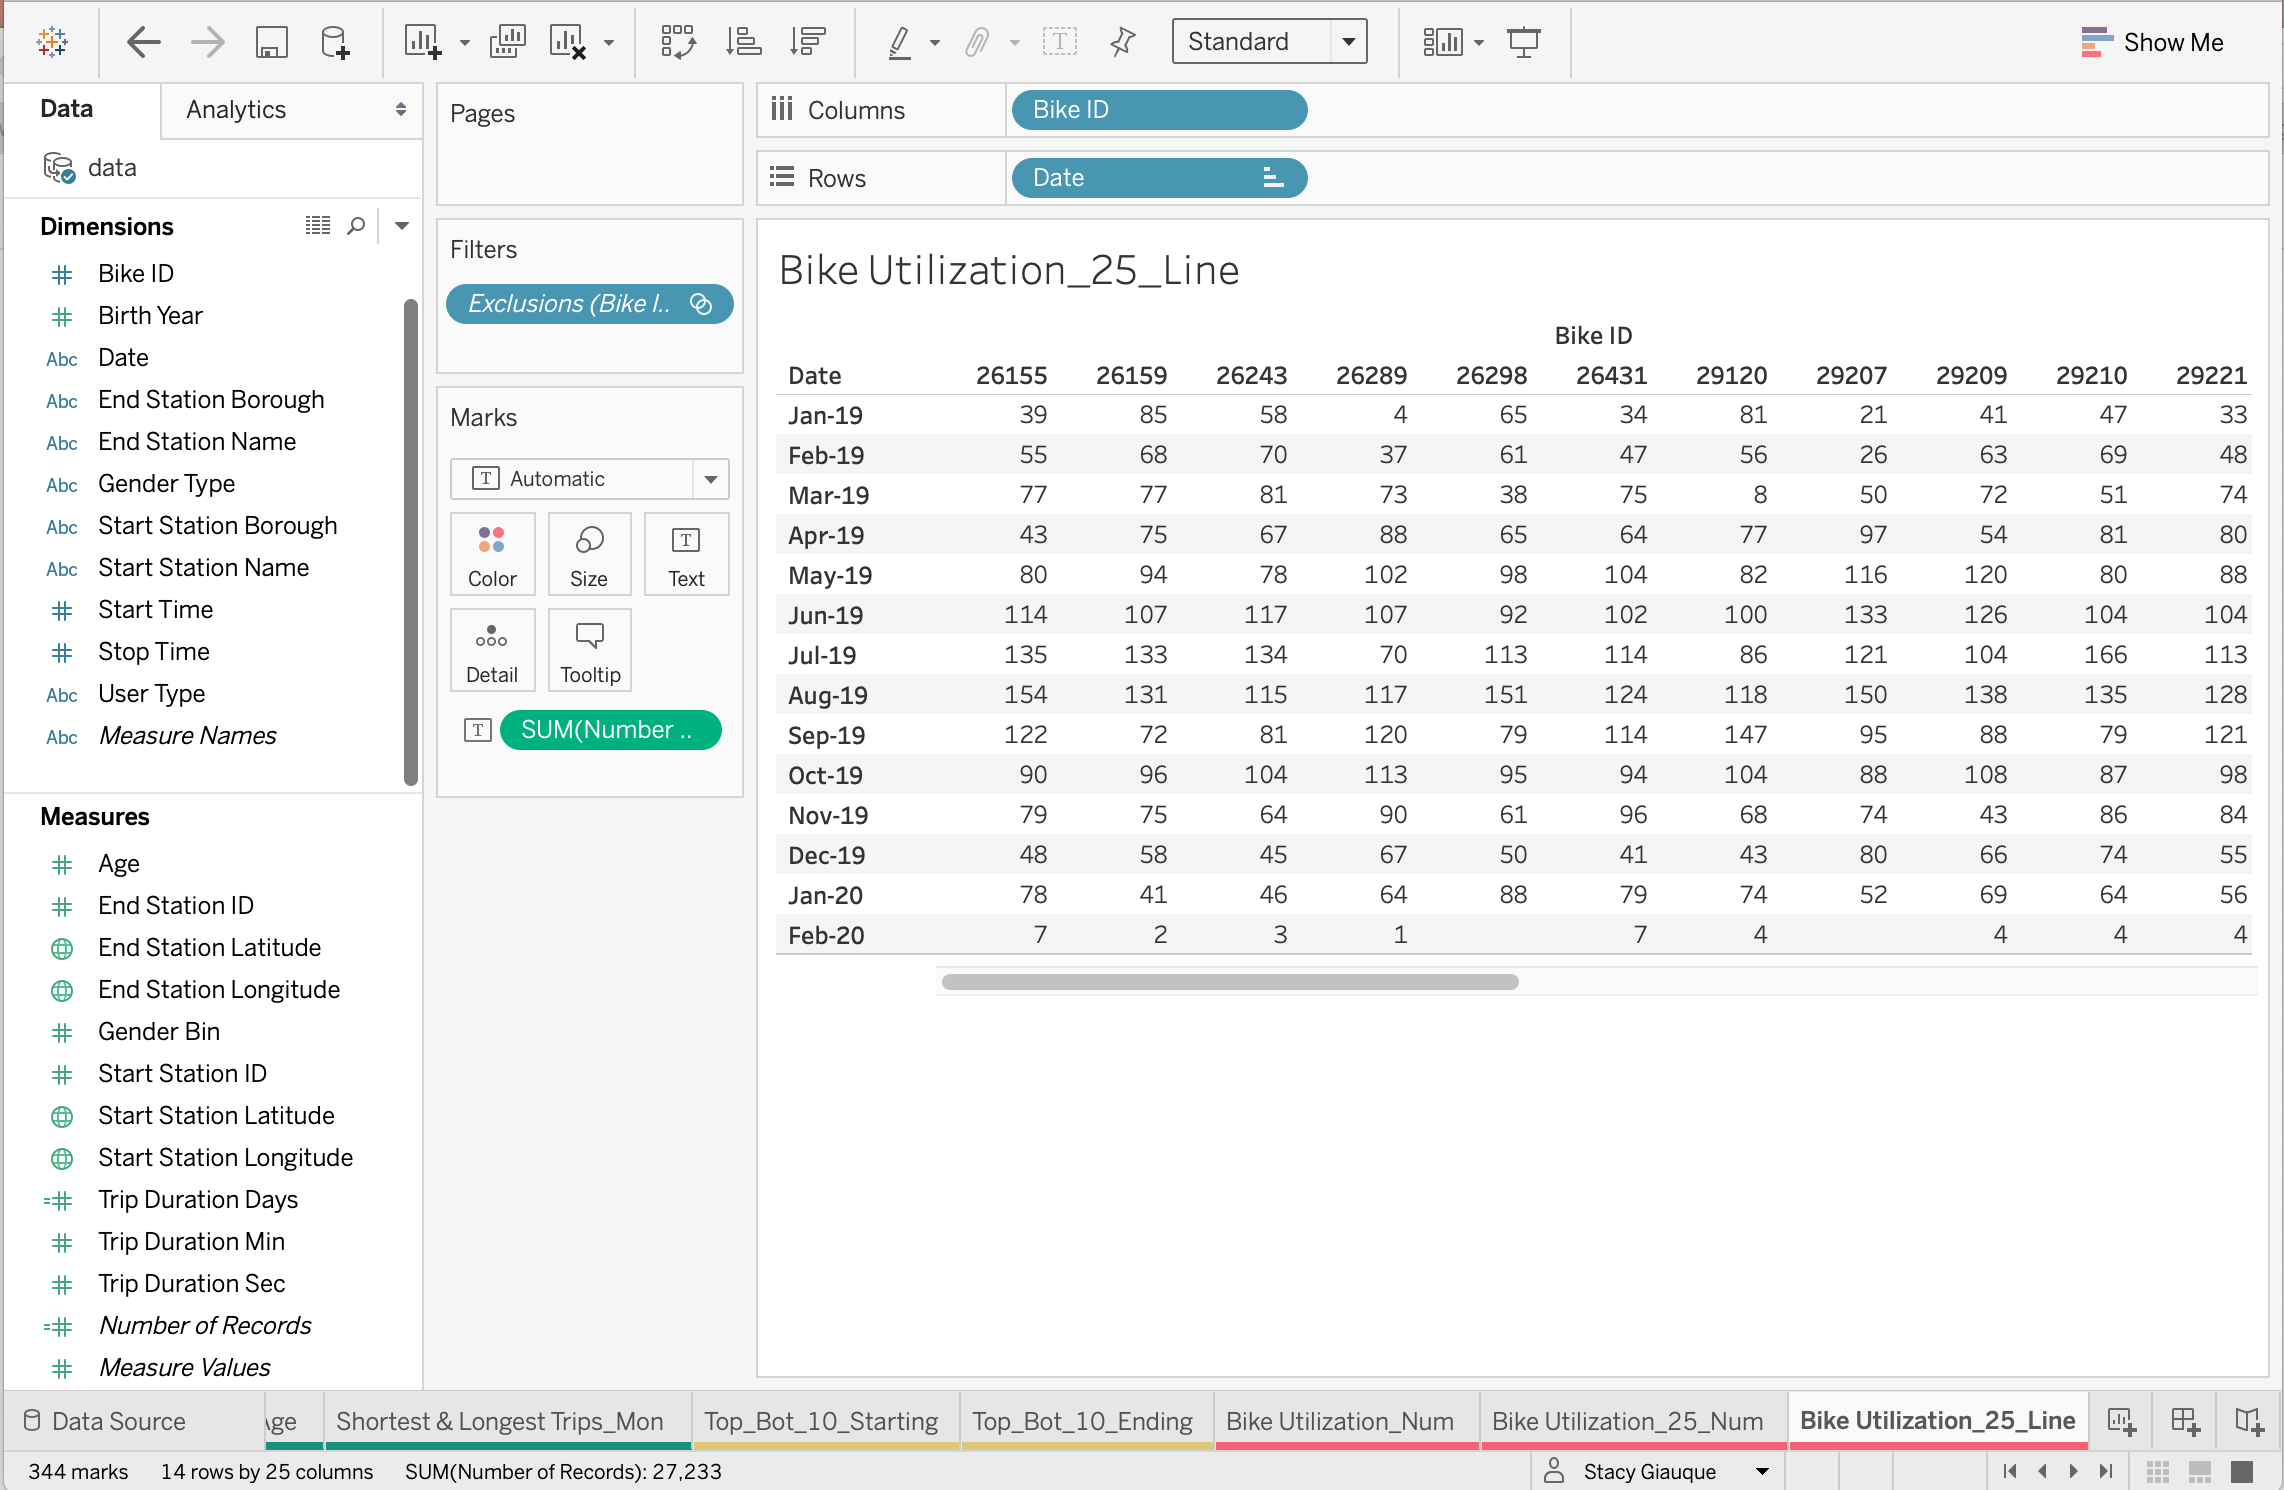 Standard
Show Me
Data
Analytics
data
Dimensions
Bike ID
Birth Year
Abc Date
Abc End Station Borough
Abc End Station Name
Abc Gender Type
Abc Start Station Borough
Abc Start Station Name
Start Time
Stop Time
Abc User Type
Abc Measure Names
Measures
Age
End Station ID
End Station Latitude
End Station Longitude
Gender Bin
Start Station ID
Start Station Latitude
Start Station Longitude
Trip Duration Days
Trip Duration Min
Trip Duration Sec
Number of Records
Measure Values
Pages
Filters
Exclusions (Bike I..
Marks
Automatic
Color Size Text
Detail Tooltip
SUM(Number ..
Columns Bike ID
Rows Date
Bike Utilization_25_Line
Bike ID
Date 26155 26159 26243 26289 26298 26431 29120 29207 29209 29210 29221
Jan-19 39 85 58 4 65 34 81 21 41 47 33
Feb-19 55 68 70 37 61 47 56 26 63 69 48
Mar-19 77 77 81 73 38 75 8 50 72 51 74
Apr-19 43 75 67 88 65 64 77 97 54 81 80
May-19 80 94 78 102 98 104 82 116 120 80 88
Jun-19 114 107 117 107 92 102 100 133 126 104 104
Jul-19 135 133 134 70 113 114 86 121 104 166 113
Aug-19 154 131 115 117 151 124 118 150 138 135 128
Sep-19 122 72 81 120 79 114 147 95 88 79 121
Oct-19 90 96 104 113 95 94 104 88 108 87 98
Nov-19 79 75 64 90 61 96 68 74 43 86 84
Dec-19 48 58 45 67 50 41 43 80 66 74 55
Jan-20 78 41 46 64 88 79 74 52 69 64 56
Feb-20 7 2 3 1 7 4 4 4 4
Data Source ge Shortest & Longest Trips_Mon Top_Bot_10_Starting Top_Bot_10_Ending Bike Utilization_Num Bike Utilization_25_Num Bike Utilization_25_Line
344 marks 14 rows by 25 columns SUM(Number of Records): 27,233 Stacy Giauque